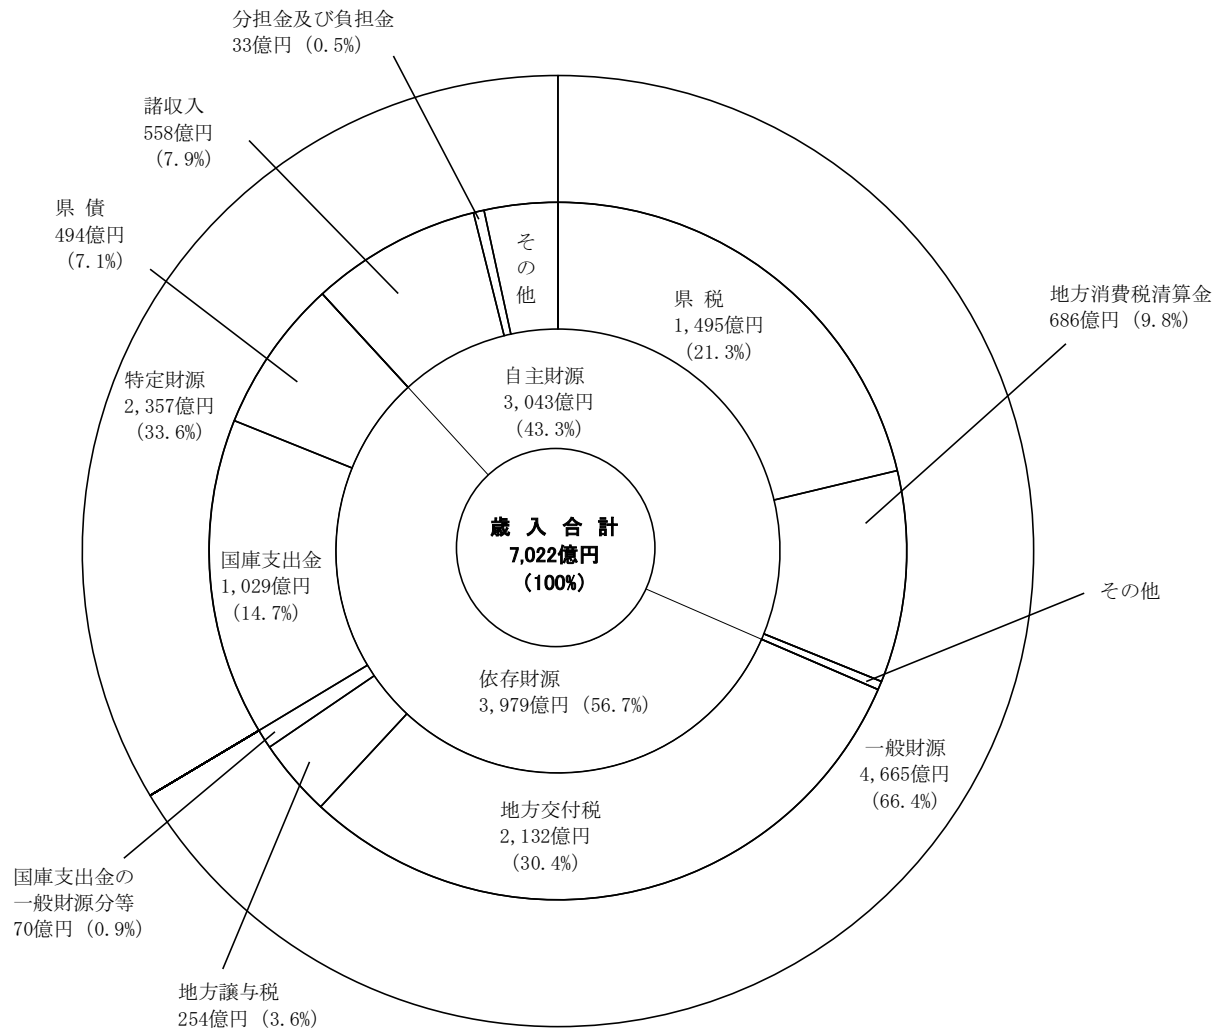 分担金及び負担金
33億円 (0.5%)
諸収入
558億円
(7.9%)
県 債
494億円
(7.1%)
その他
県 税
1,495億円
(21.3%)
地方消費税清算金
686億円 (9.8%)
特定財源
2,357億円
(33.6%)
自主財源
3,043億円
(43.3%)
歳 入 合 計
7,022億円
(100%)
国庫支出金
1,029億円
(14.7%)
その他
依存財源
3,979億円 (56.7%)
一般財源
4,665億円
(66.4%)
地方交付税
2,132億円
(30.4%)
国庫支出金の
一般財源分等
70億円 (0.9%)
地方譲与税
254億円 (3.6%)